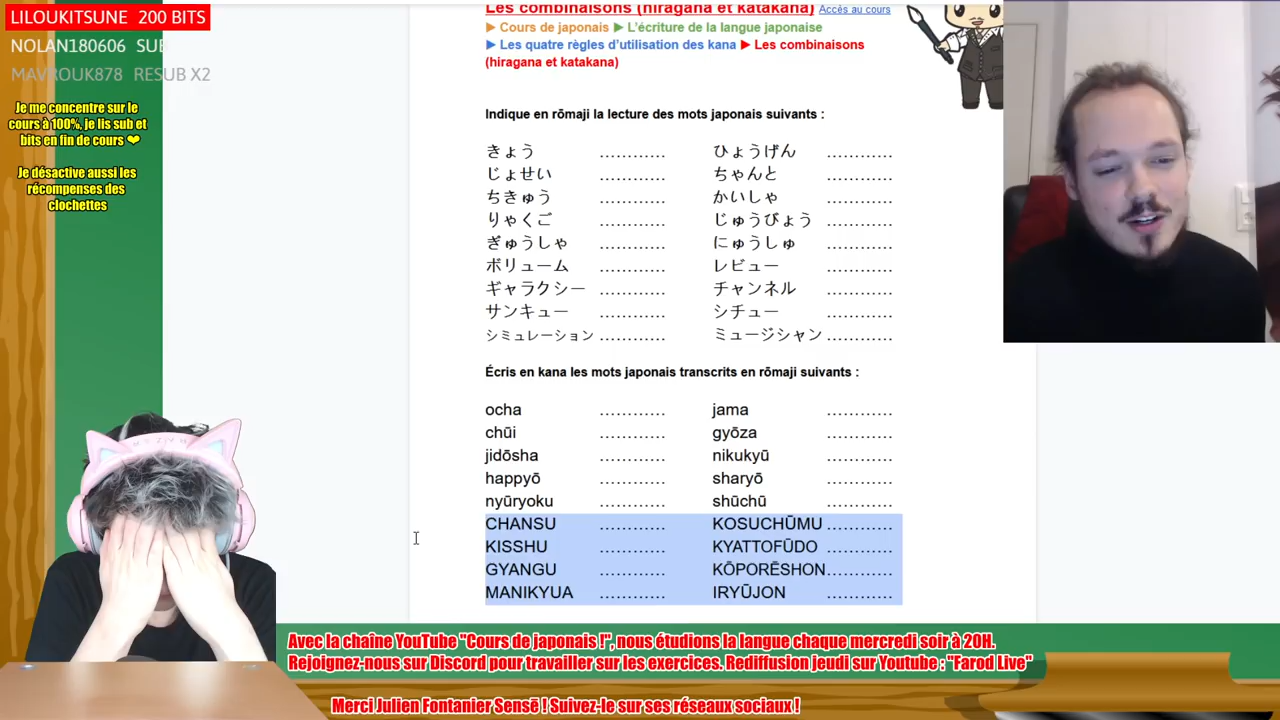 LILOUKITSUNE 200 BITS
NOLAN180606 SUB
MAVROUK878 RESUB X2
Je me concentre sur le
cours à 100%, je lis sub et
bits en fin de cours ❤
Je désactive aussi les
récompenses des
clochettes
Les combinaisons (hiragana et katakana) Accès au cours
▶ Cours de japonais ▶ L'écriture de la langue japonaise
▶ Les quatre règles d'utilisation des kana ▶ Les combinaisons
(hiragana et katakana)
Indique en rōmaji la lecture des mots japonais suivants :
きょう ………… ひょうげん …………
じょせい ………… ちゃんと …………
ちきゅう ………… かいしゃ …………
りゃくご ………… じゅうびょう …………
ぎゅうしゃ ………… にゅうしゅ …………
ボリューム ………… レビュー …………
ギャラクシー ………… チャンネル …………
サンキュー ………… シチュー …………
シミュレーション ………… ミュージシャン …………
Écris en kana les mots japonais transcrits en rōmaji suivants :
ocha ………… jama …………
chūi ………… gyōza …………
jidōsha ………… nikukyū …………
happyō ………… sharyō …………
nyūryoku ………… shūchū …………
CHANSU ………… KOSUCHŪMU …………
KISSHU ………… KYATTOFŪDO …………
GYANGU ………… KŌPORĒSHON …………
MANIKYUA ………… IRYŪJON …………
Avec la chaîne YouTube "Cours de japonais !", nous étudions la langue chaque mercredi soir à 20H.
Rejoignez-nous sur Discord pour travailler sur les exercices. Rediffusion jeudi sur Youtube : "Farod Live"
Merci Julien Fontanier Sensē ! Suivez-le sur ses réseaux sociaux !